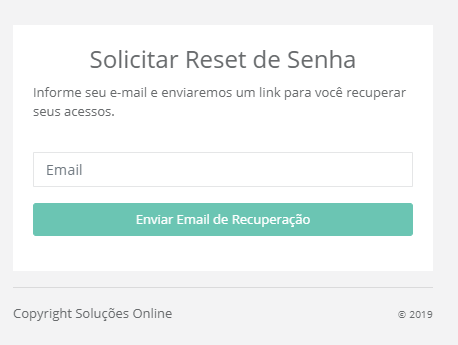 Solicitar Reset de Senha
Informe seu e-mail e enviaremos um link para você recuperar
seus acessos.
Email
Enviar Email de Recuperação
Copyright Soluções Online
© 2019